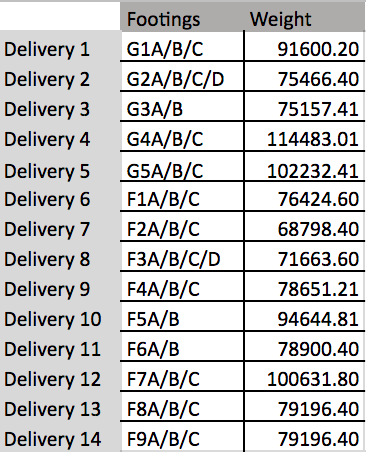 Footings Weight
Delivery 1 G1A/B/C 91600.20
Delivery 2 G2A/B/C/D 75466.40
Delivery 3 G3A/B 75157.41
Delivery 4 G4A/B/C 114483.01
Delivery 5 G5A/B/C 102232.41
Delivery 6 F1A/B/C 76424.60
Delivery 7 F2A/B/C 68798.40
Delivery 8 F3A/B/C/D 71663.60
Delivery 9 F4A/B/C 78651.21
Delivery 10 F5A/B 94644.81
Delivery 11 F6A/B 78900.40
Delivery 12 F7A/B/C 100631.80
Delivery 13 F8A/B/C 79196.40
Delivery 14 F9A/B/C 79196.40